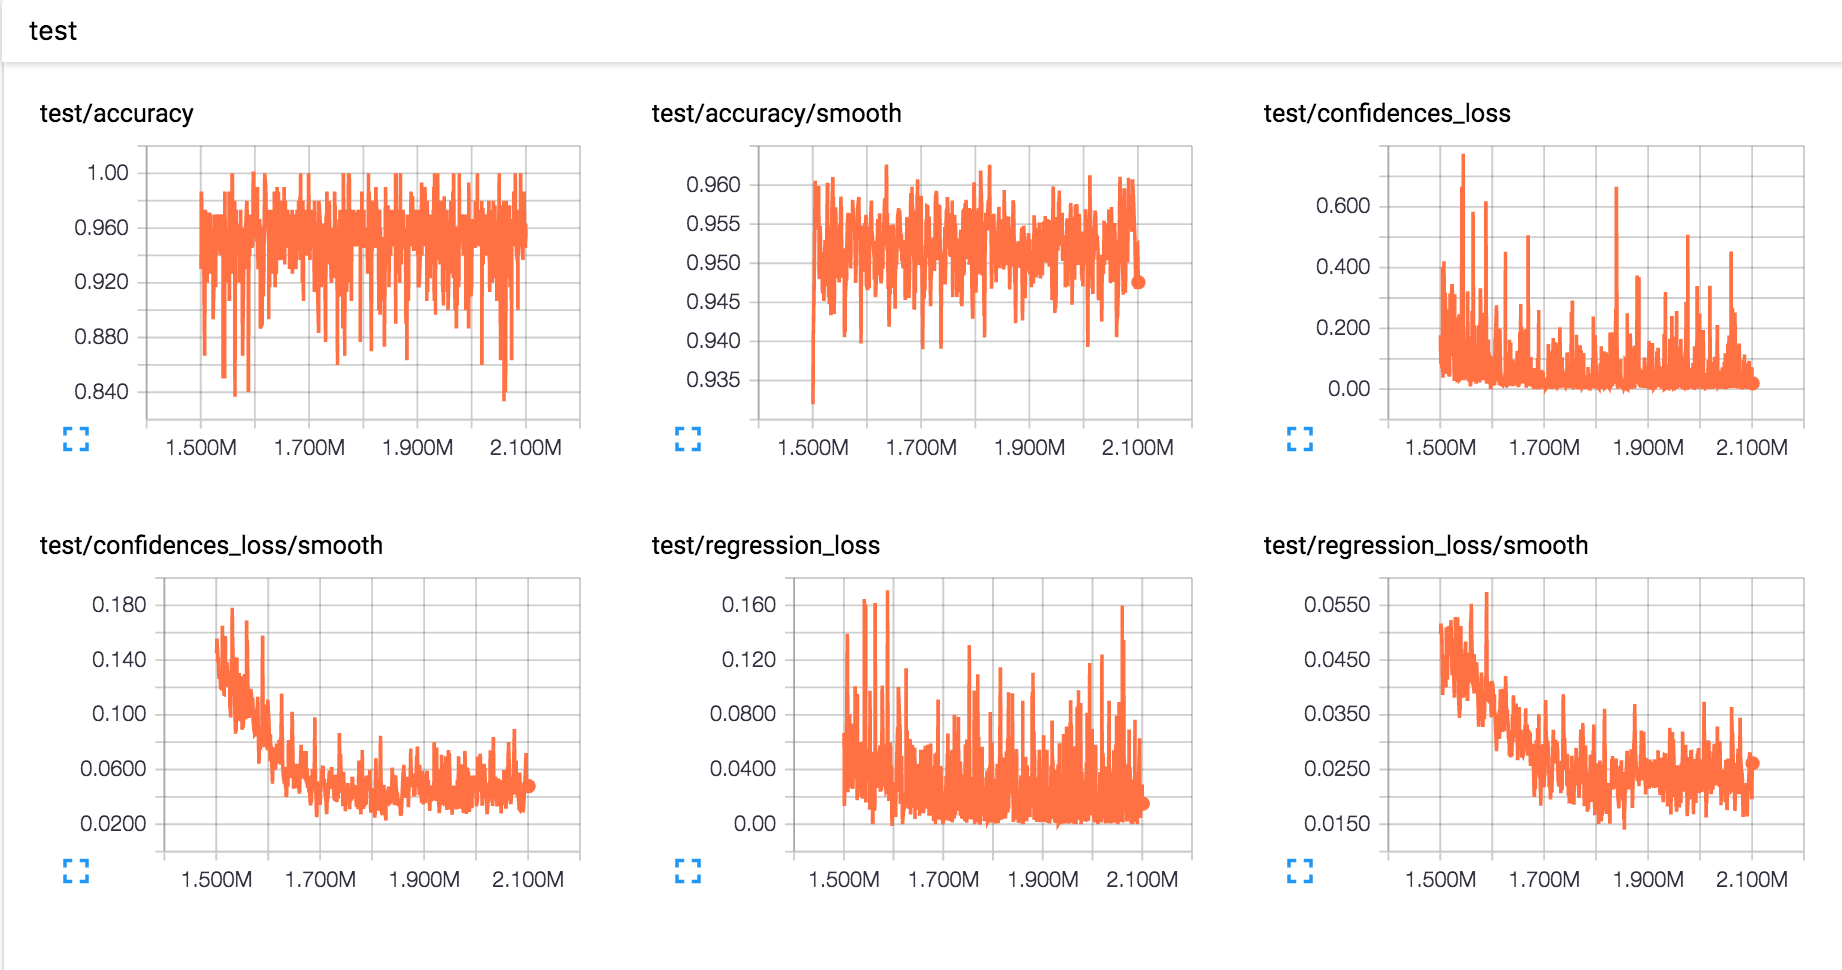 test
test/accuracy
1.00
0.960
0.920
0.880
0.840
1.500M 1.700M 1.900M 2.100M
test/accuracy/smooth
0.960
0.955
0.950
0.945
0.940
0.935
1.500M 1.700M 1.900M 2.100M
test/confidences_loss
0.600
0.400
0.200
0.00
1.500M 1.700M 1.900M 2.100M
test/confidences_loss/smooth
0.180
0.140
0.100
0.0600
0.0200
1.500M 1.700M 1.900M 2.100M
test/regression_loss
0.160
0.120
0.0800
0.0400
0.00
1.500M 1.700M 1.900M 2.100M
test/regression_loss/smooth
0.0550
0.0450
0.0350
0.0250
0.0150
1.500M 1.700M 1.900M 2.100M